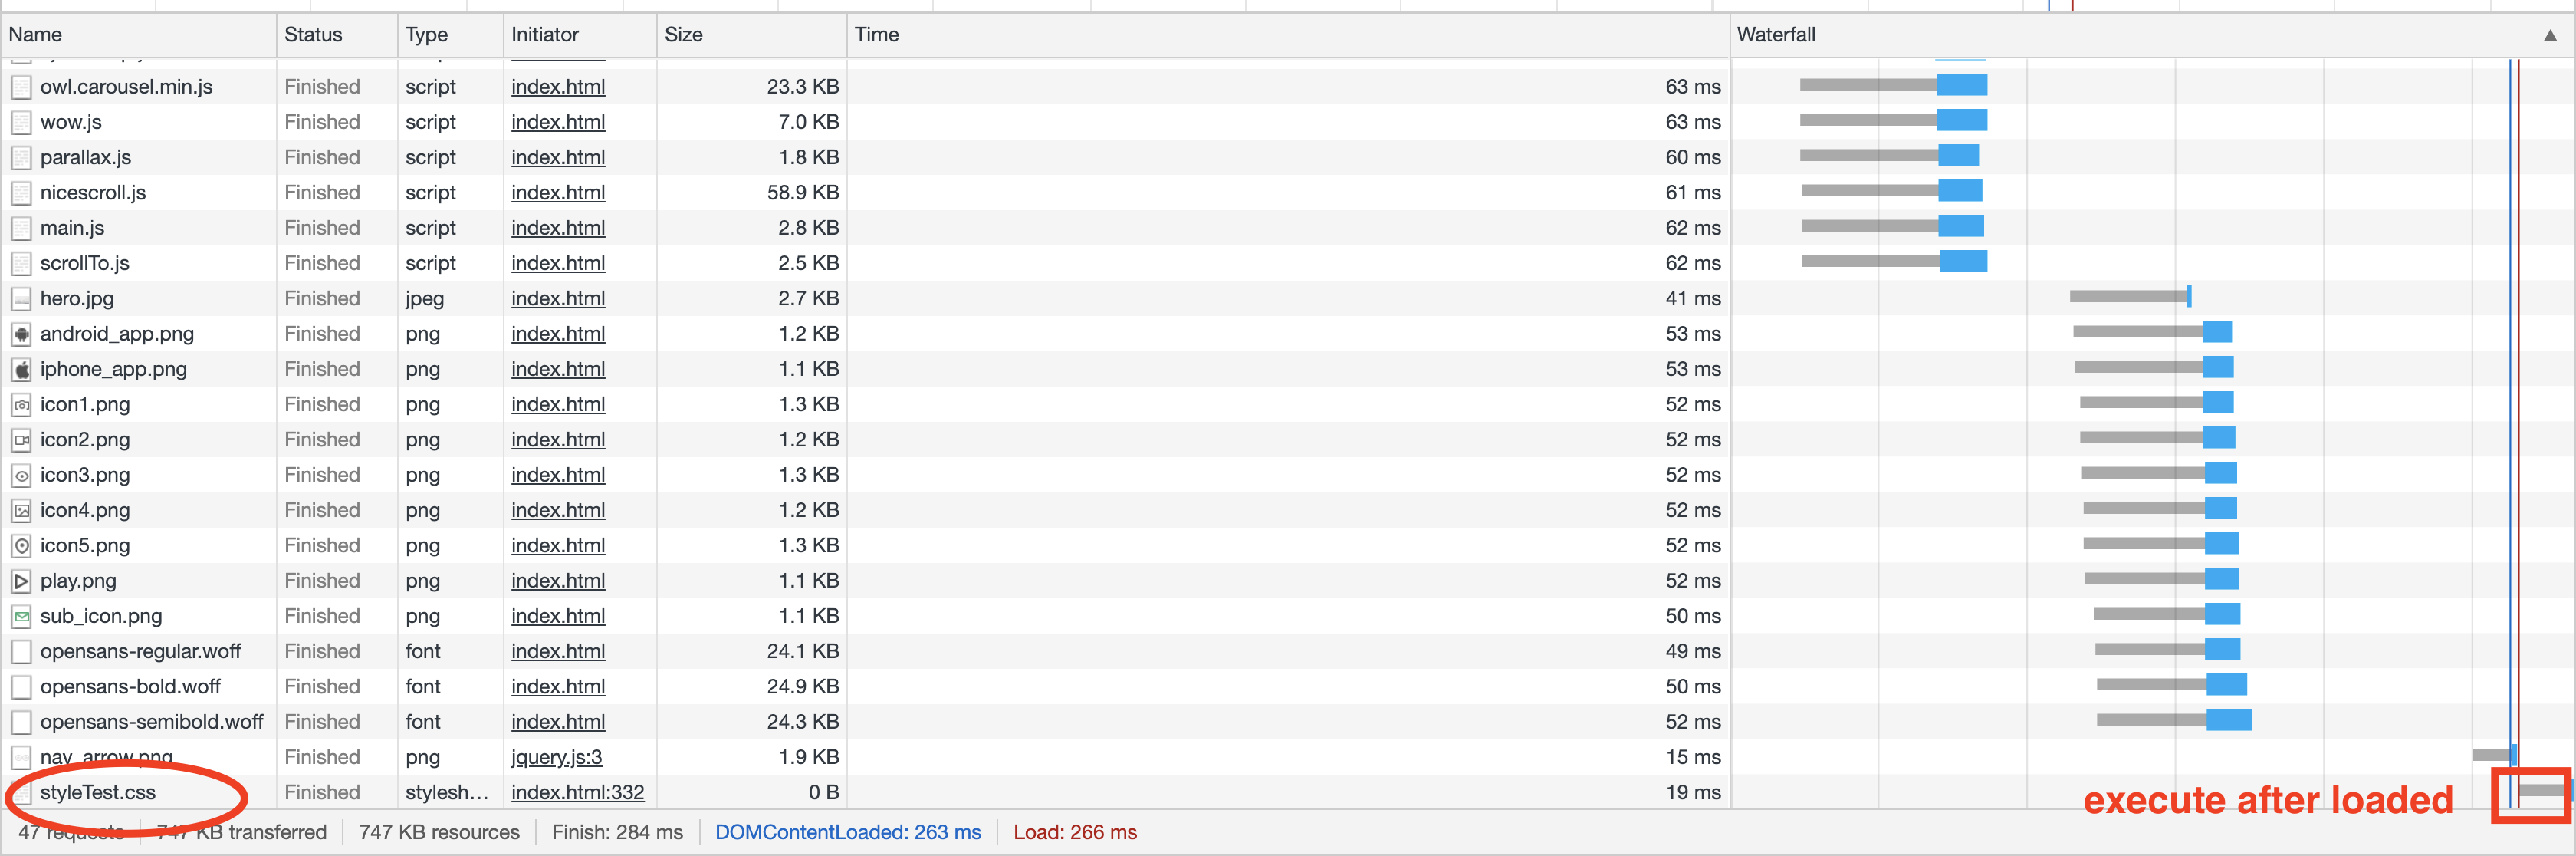 Name Status Type Initiator Size Time Waterfall ▲
owl.carousel.min.js Finished script index.html 23.3 KB 63 ms
wow.js Finished script index.html 7.0 KB 63 ms
parallax.js Finished script index.html 1.8 KB 60 ms
nicescroll.js Finished script index.html 58.9 KB 61 ms
main.js Finished script index.html 2.8 KB 62 ms
scrollTo.js Finished script index.html 2.5 KB 62 ms
hero.jpg Finished jpeg index.html 2.7 KB 41 ms
android_app.png Finished png index.html 1.2 KB 53 ms
iphone_app.png Finished png index.html 1.1 KB 53 ms
icon1.png Finished png index.html 1.3 KB 52 ms
icon2.png Finished png index.html 1.2 KB 52 ms
icon3.png Finished png index.html 1.3 KB 52 ms
icon4.png Finished png index.html 1.2 KB 52 ms
icon5.png Finished png index.html 1.3 KB 52 ms
play.png Finished png index.html 1.1 KB 52 ms
sub_icon.png Finished png index.html 1.1 KB 50 ms
opensans-regular.woff Finished font index.html 24.1 KB 49 ms
opensans-bold.woff Finished font index.html 24.9 KB 50 ms
opensans-semibold.woff Finished font index.html 24.3 KB 52 ms
nav_arrow.png Finished png jquery.js:3 1.9 KB 15 ms
styleTest.css Finished stylesh... index.html:332 0 B 19 ms execute after loaded
47 requests 747 KB transferred 747 KB resources Finish: 284 ms DOMContentLoaded: 263 ms Load: 266 ms